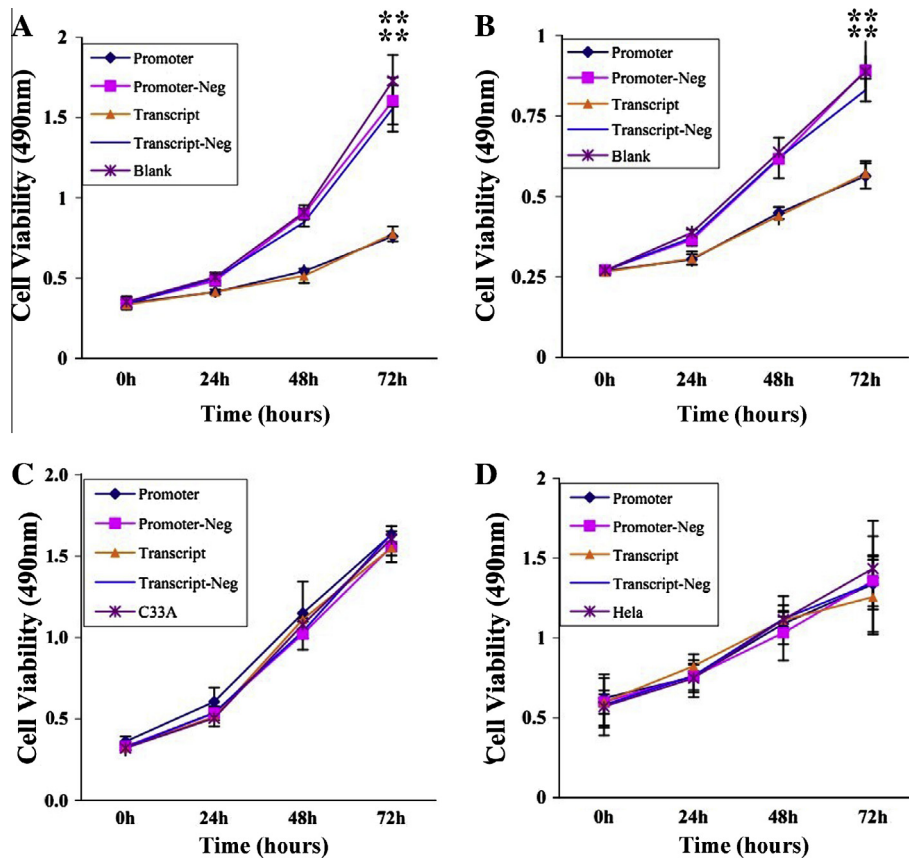 A
**
**
2
1.5
1
0.5
0
Cell Viability (490nm)
Promoter
Promoter-Neg
Transcript
Transcript-Neg
Blank
0h 24h 48h 72h
Time (hours)
B
**
**
1
0.75
0.5
0.25
0
Cell Viability (490nm)
Promoter
Promoter-Neg
Transcript
Transcript-Neg
Blank
0h 24h 48h 72h
Time (hours)
C
2.0
1.5
1.0
0.5
0.0
Cell Viability (490nm)
Promoter
Promoter-Neg
Transcript
Transcript-Neg
C33A
0h 24h 48h 72h
Time (hours)
D
2
1.5
1
0.5
0
Cell Viability (490nm)
Promoter
Promoter-Neg
Transcript
Transcript-Neg
Hela
0h 24h 48h 72h
Time (hours)